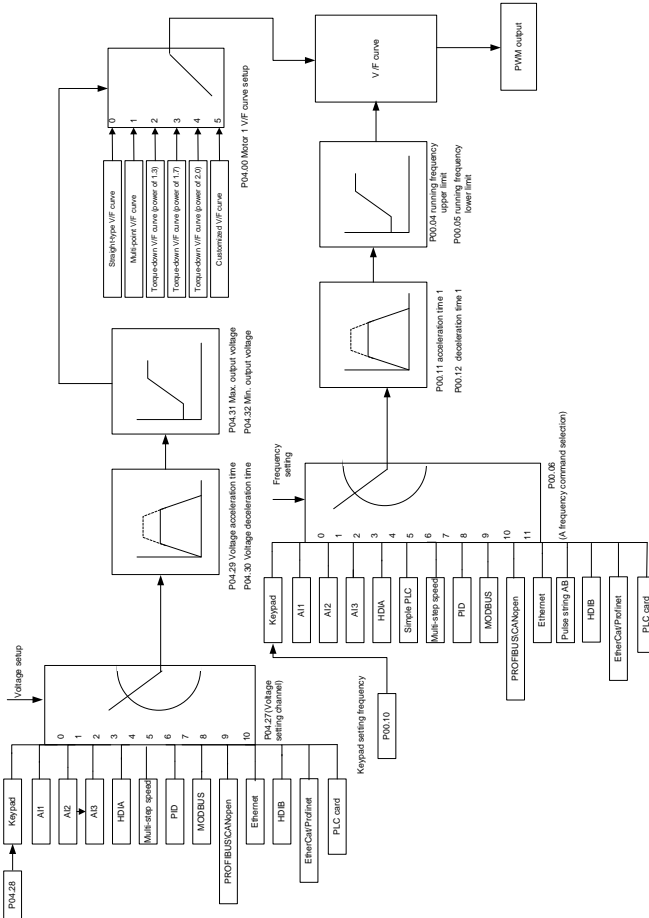 P04.28
Keypad
AI1
AI2
AI3
HDIA
Multi-step speed
PID
MODBUS
PROFIBUS\CANopen
Ethernet
HDIB
EtherCat/Profinet
PLC card
Voltage setup
0
1
2
3
4
5
6
7
8
9
10
P04.27(Voltage
setting channel)
P04.29 Voltage acceleration time
P04.30 Voltage deceleration time
P04.31 Max. output voltage
P04.32 Min. output voltage
Straight-type V/F curve
Multi-point V/F curve
Torque-down V/F curve (power of 1.3)
Torque-down V/F curve (power of 1.7)
Torque-down V/F curve (power of 2.0)
Customized V/F curve
0
1
2
3
4
5
P04.00 Motor 1 V/F curve setup
Keypad setting frequency
P00.10
Keypad
AI1
AI2
AI3
HDIA
Simple PLC
Multi-step speed
PID
MODBUS
PROFIBUS\CANopen
Ethernet
Pulse string AB
HDIB
EtherCat/Profinet
PLC card
Frequency
setting
0
1
2
3
4
5
6
7
8
9
10
11
P00.06
(A frequency command selection)
P00.11 acceleration time 1
P00.12 deceleration time 1
P00.04 running frequency
upper limit
P00.05 running frequency
lower limit
V /F curve
PWM output